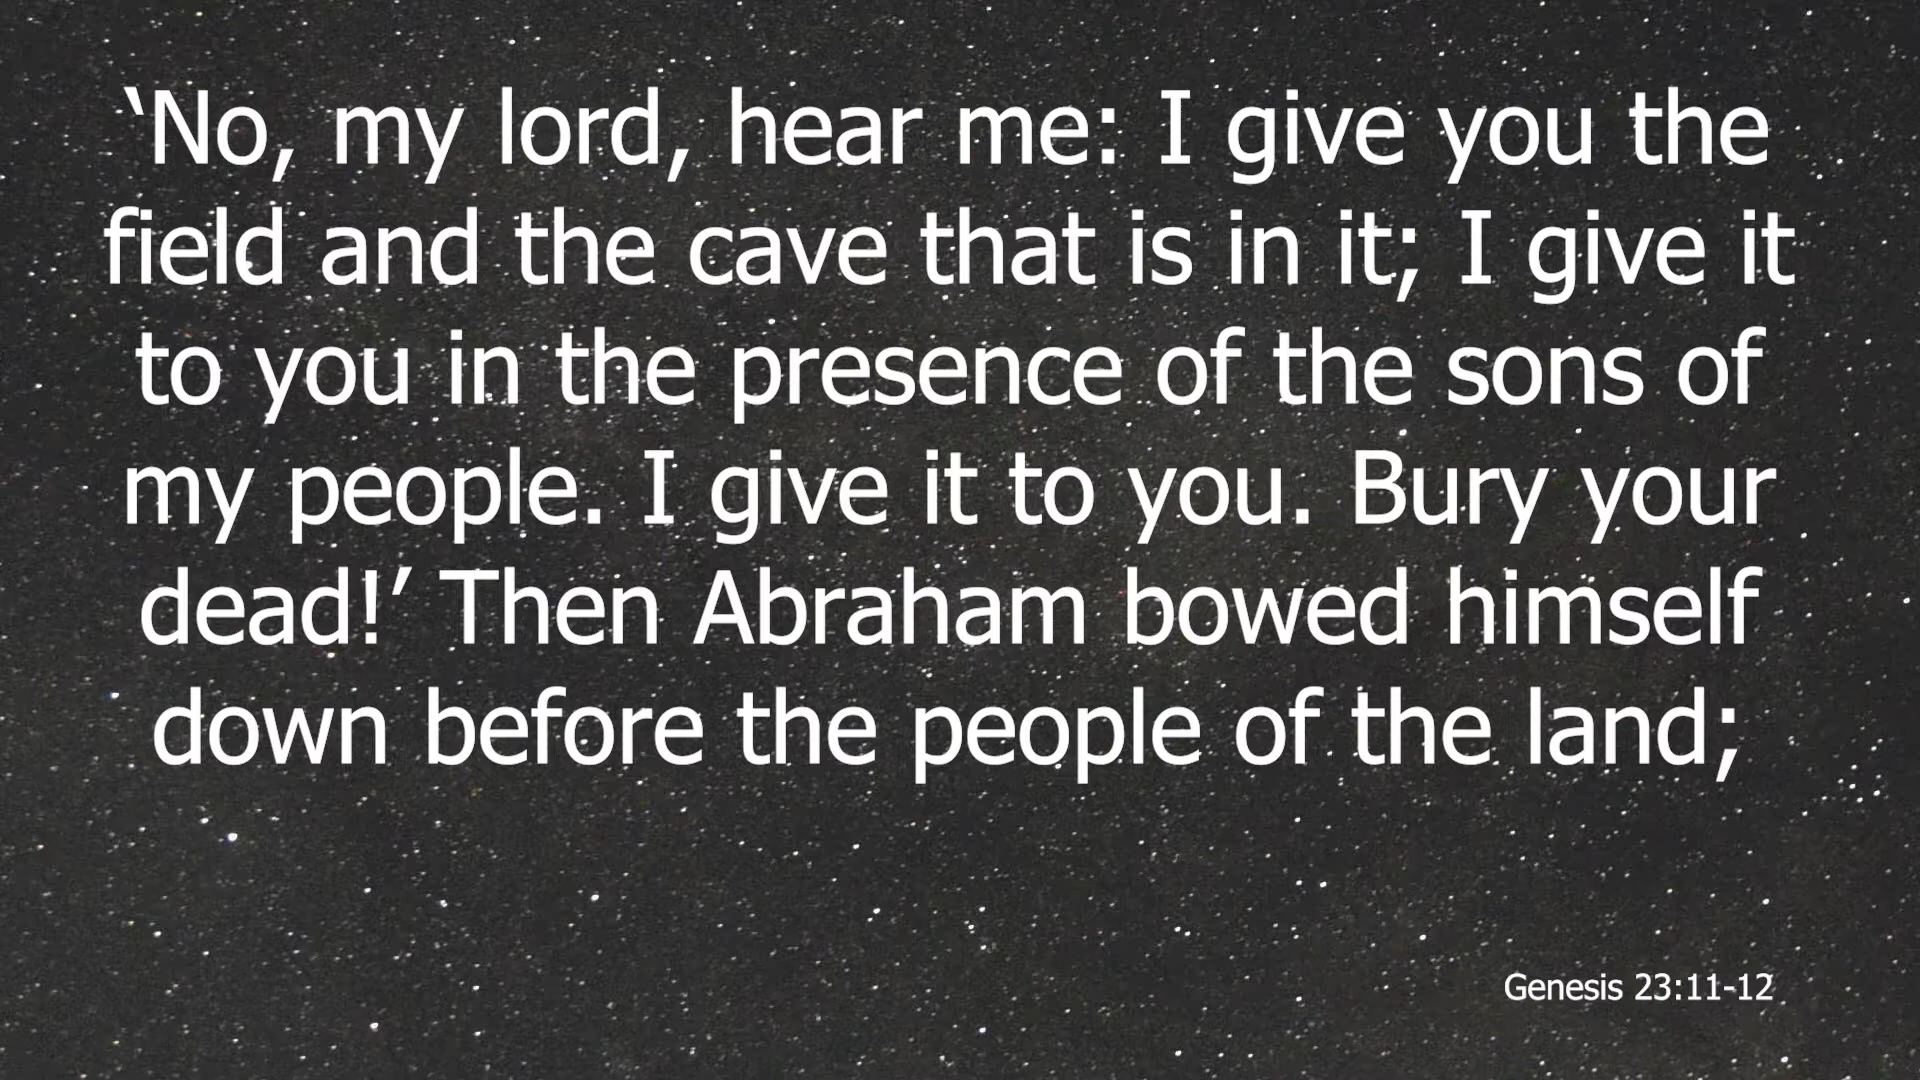 ‘No, my lord, hear me: I give you the
field and the cave that is in it; I give it
to you in the presence of the sons of
my people. I give it to you. Bury your
dead!’ Then Abraham bowed himself
down before the people of the land;
Genesis 23:11-12